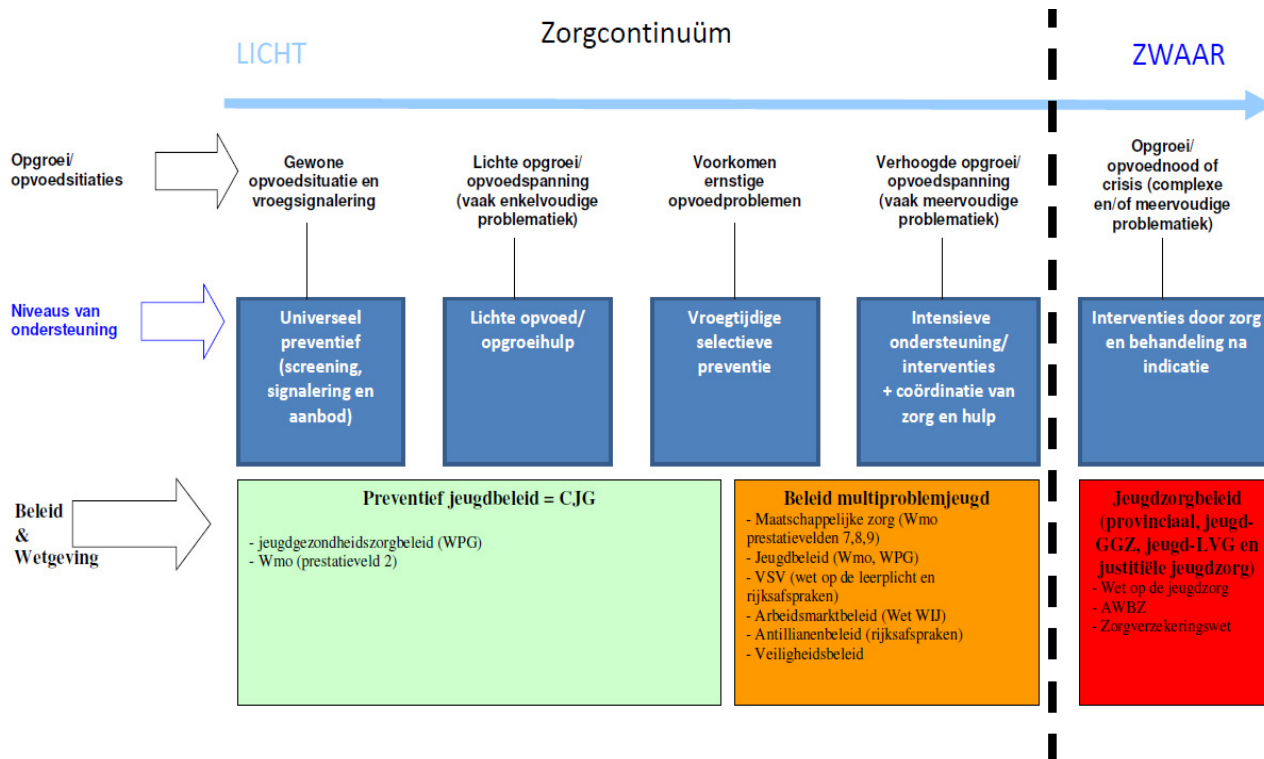 Zorgcontinuüm
LICHT
ZWAAR
Opgroei/
opvoedsitiaties
Gewone
opvoedsituatie en
vroegsignalering
Lichte opgroei/
opvoedspanning
(vaak enkelvoudige
problematiek)
Voorkomen
ernstige
opvoedproblemen
Verhoogde opgroei/
opvoedspanning
(vaak meervoudige
problematiek)
Opgroei/
opvoednood of
crisis (complexe
en/of meervoudige
problematiek)
Niveaus van
ondersteuning
Universeel
preventief
(screening,
signalering en
aanbod)
Lichte opvoed/
opgroeihulp
Vroegtijdige
selectieve
preventie
Intensieve
ondersteuning/
interventies
+ coördinatie van
zorg en hulp
Interventies door zorg
en behandeling na
indicatie
Beleid
&
Wetgeving
Preventief jeugdbeleid = CJG
- jeugdgezondheidszorgbeleid (WPG)
- Wmo (prestatieveld 2)
Beleid multiproblemjeugd
- Maatschappelijke zorg (Wmo
prestatievelden 7,8,9)
- Jeugdbeleid (Wmo, WPG)
- VSV (wet op de leerplicht en
rijksafspraken)
- Arbeidsmarktbeleid (Wet WIJ)
- Antillianenbeleid (rijksafspraken)
- Veiligheidsbeleid
Jeugdzorgbeleid
(provinciaal, jeugd-
GGZ, jeugd-LVG en
justitiële jeugdzorg)
- Wet op de jeugdzorg
- AWBZ
- Zorgverzekeringswet